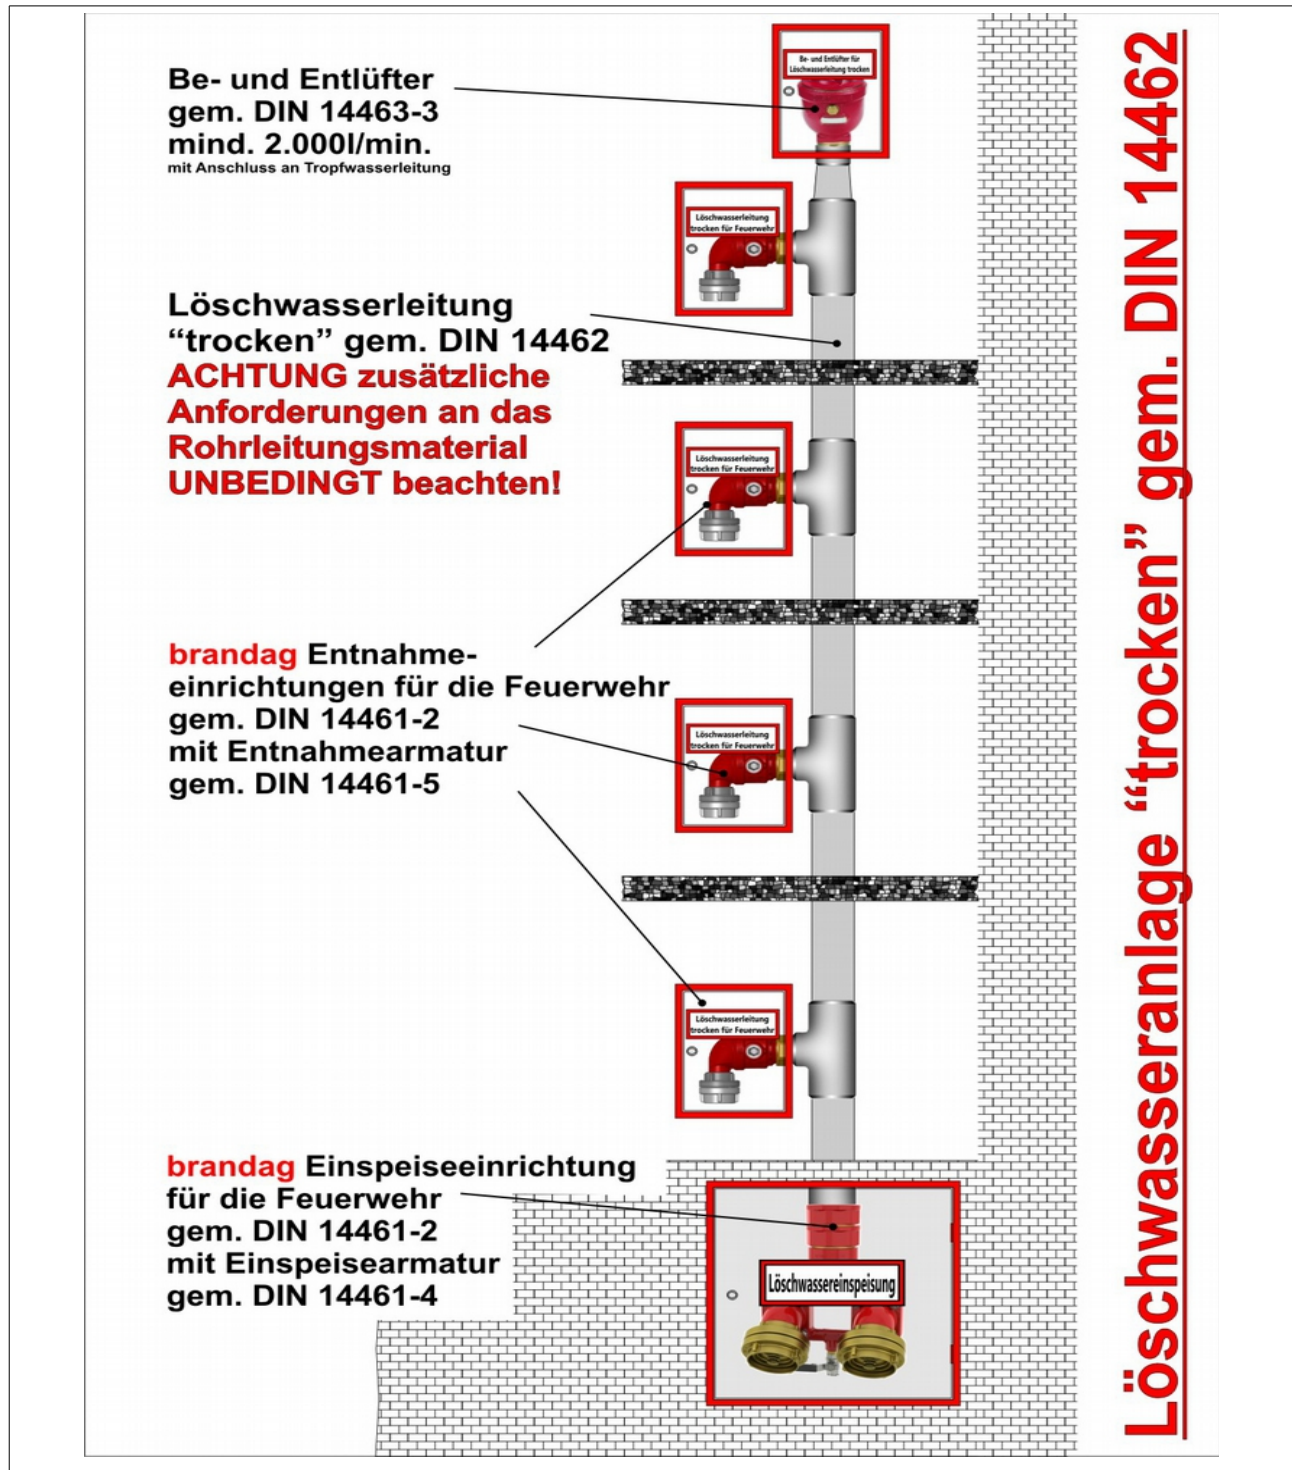 Be- und Entlüfter
gem. DIN 14463-3
mind. 2.000l/min.
mit Anschluss an Tropfwasserleitung
Be- und Entlüfter für
Löschwasserleitung trocken
Löschwasserleitung
trocken für Feuerwehr
Löschwasserleitung
“trocken” gem. DIN 14462
ACHTUNG zusätzliche
Anforderungen an das
Rohrleitungsmaterial
UNBEDINGT beachten!
Löschwasserleitung
trocken für Feuerwehr
brandag Entnahme-
einrichtungen für die Feuerwehr
gem. DIN 14461-2
mit Entnahmearmatur
gem. DIN 14461-5
Löschwasserleitung
trocken für Feuerwehr
Löschwasserleitung
trocken für Feuerwehr
brandag Einspeiseeinrichtung
für die Feuerwehr
gem. DIN 14461-2
mit Einspeisearmatur
gem. DIN 14461-4
Löschwassereinspeisung
Löschwasseranlage “trocken” gem. DIN 14462